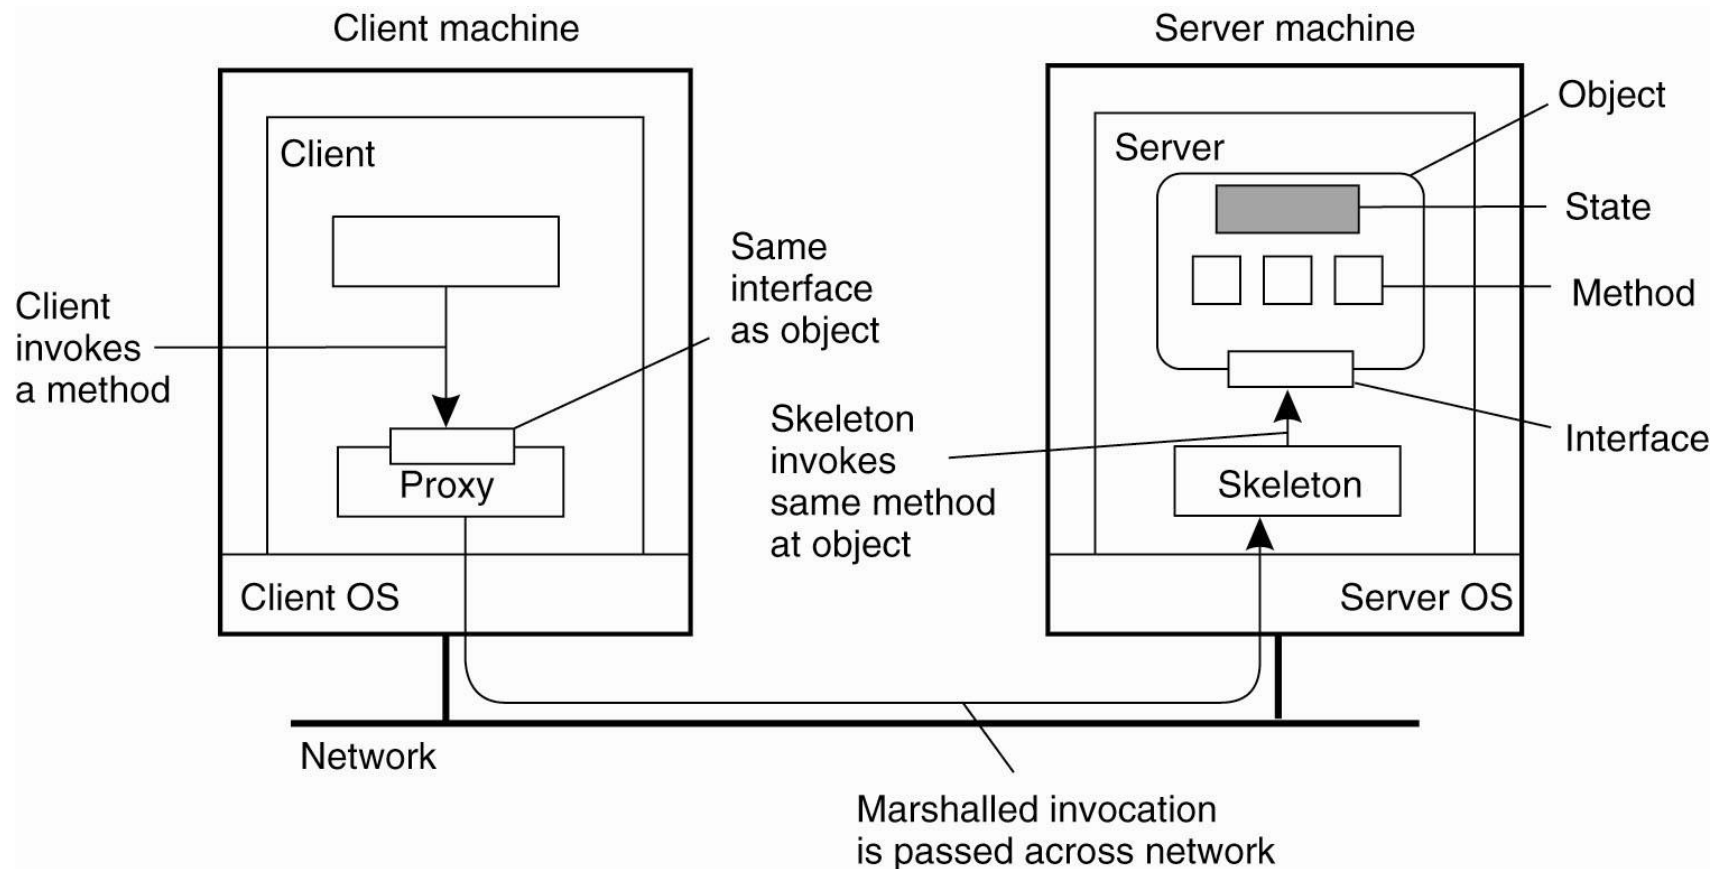 Client machine
Server machine
Object
Client
Server
State
Same
interface
as object
Method
Client
invokes
a method
Skeleton
invokes
same method
at object
Interface
Proxy
Skeleton
Client OS
Server OS
Network
Marshalled invocation
is passed across network